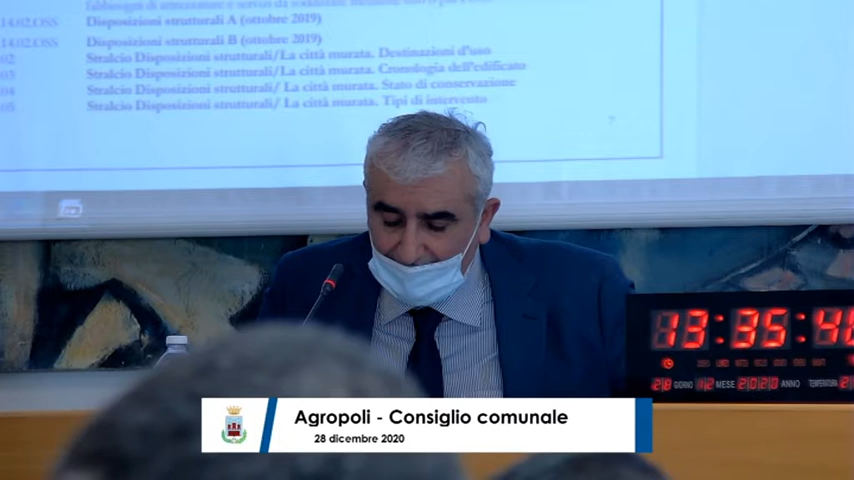 14.02.OSS Disposizioni strutturali A (ottobre 2019)
14.02.OSS Disposizioni strutturali B (ottobre 2019)
02 Stralcio Disposizioni strutturali/La città murata. Destinazioni d'uso
03 Stralcio Disposizioni strutturali/La città murata. Cronologia dell'edificato
04 Stralcio Disposizioni strutturali/ La città murata. Stato di conservazione
05 Stralcio Disposizioni strutturali/ La città murata. Tipi di intervento
7
13:35:4
28 GIORNO 12 MESE 2020 ANNO TEMPERATURA 2
Agropoli - Consiglio comunale
28 dicembre 2020